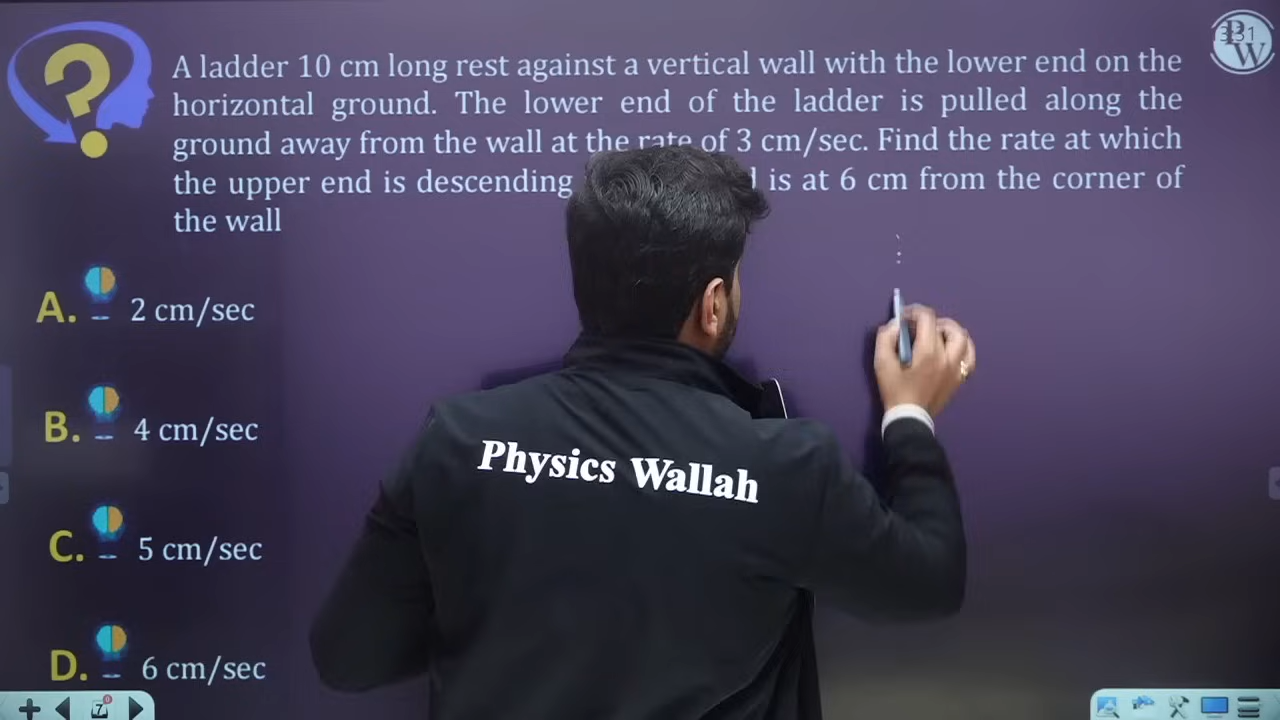 A ladder 10 cm long rest against a vertical wall with the lower end on the
horizontal ground. The lower end of the ladder is pulled along the
ground away from the wall at the rate of 3 cm/sec. Find the rate at which
the upper end is descending is at 6 cm from the corner of
the wall
A. 2 cm/sec
B. 4 cm/sec
C. 5 cm/sec
D. 6 cm/sec
Physics Wallah
PW